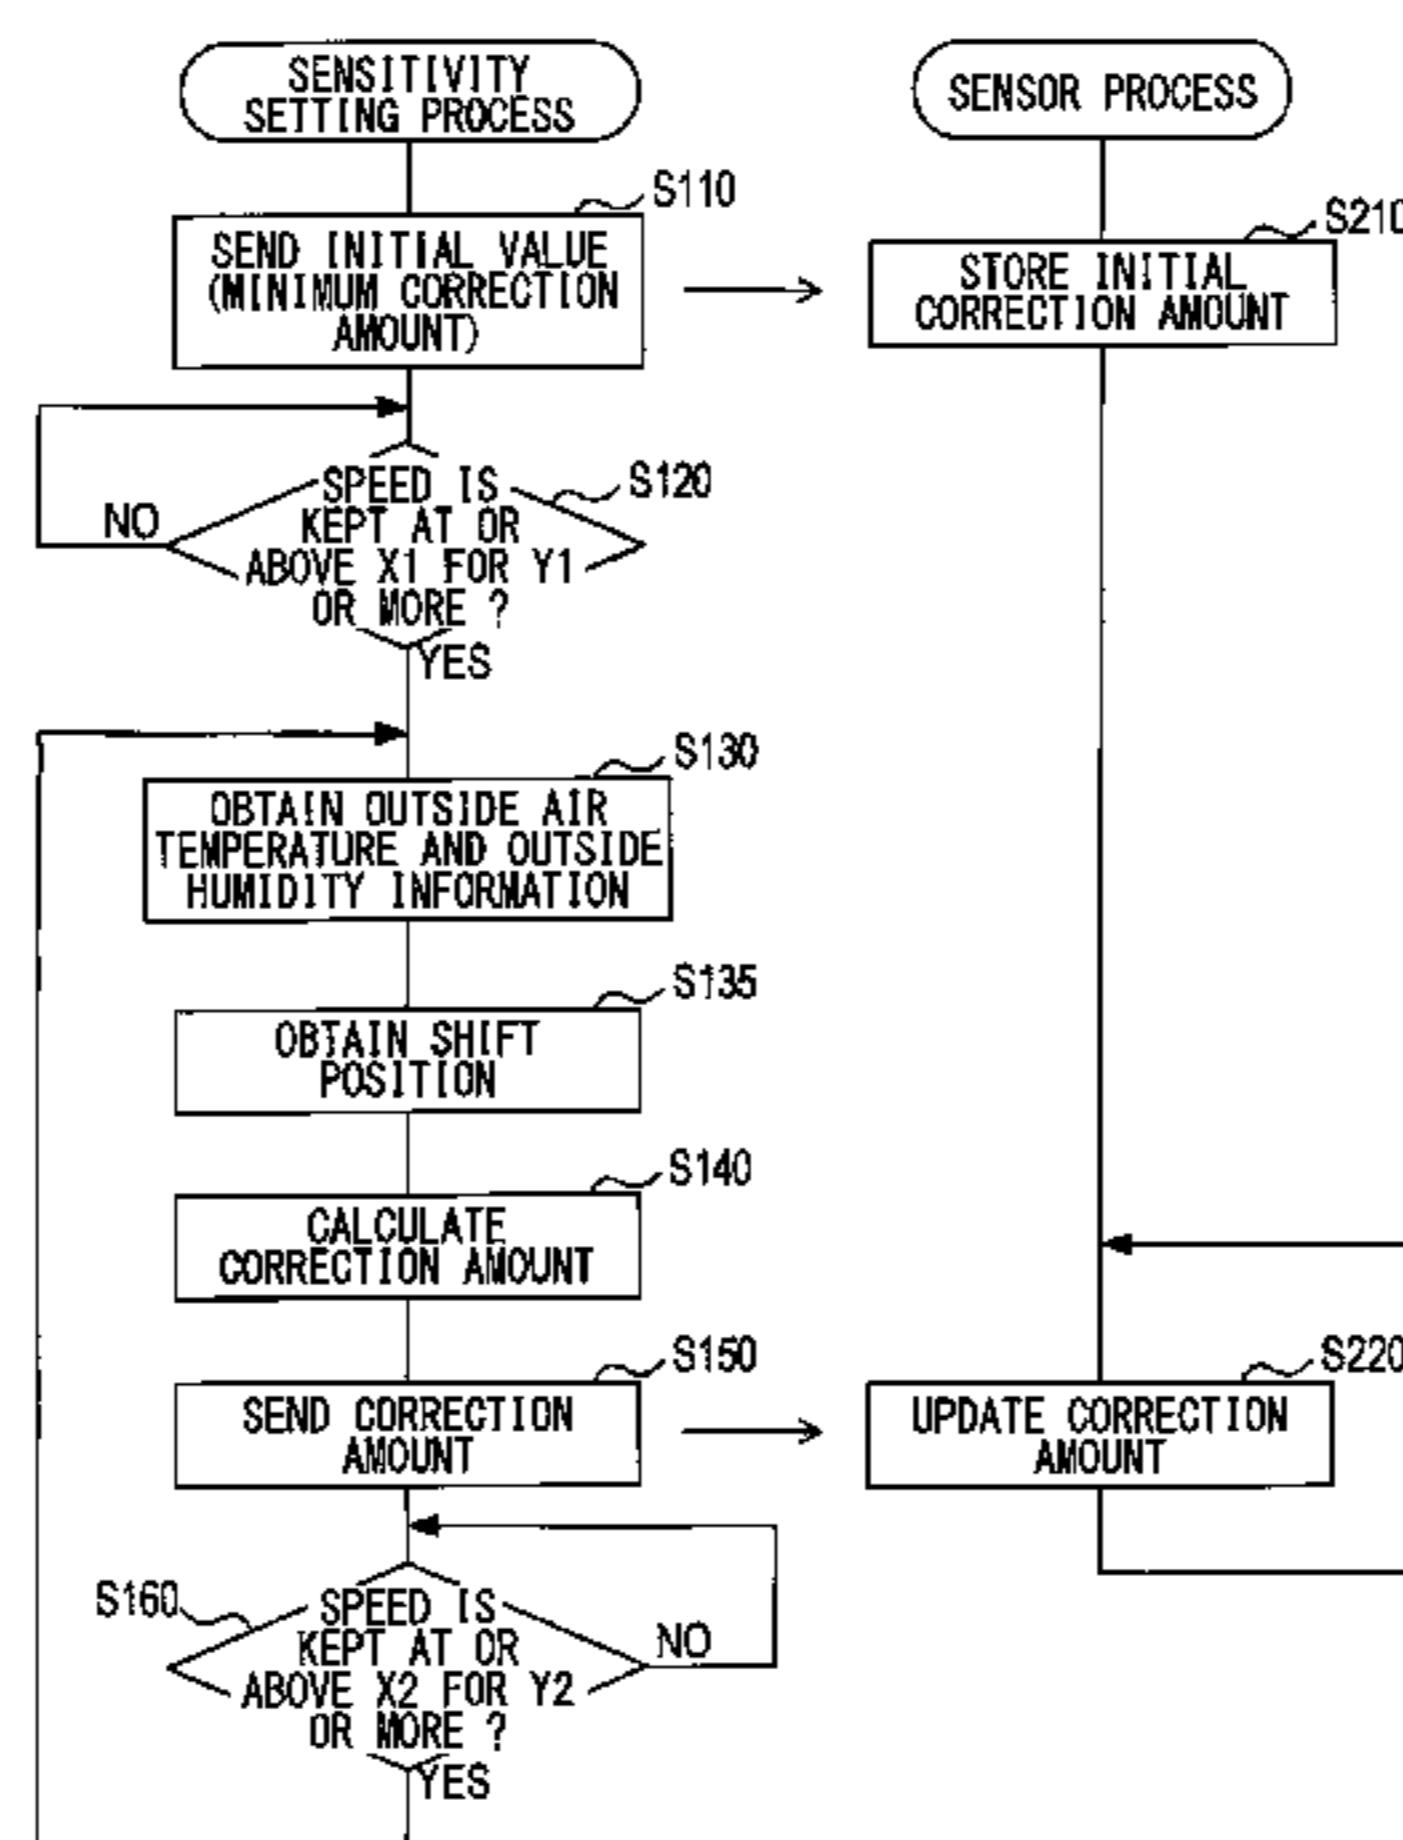 SENSITIVITY
SETTING PROCESS
SENSOR PROCESS
S110
SEND INITIAL VALUE
(MINIMUM CORRECTION
AMOUNT)
S210
STORE INITIAL
CORRECTION AMOUNT
S120
SPEED IS
KEPT AT OR
ABOVE X1 FOR Y1
OR MORE ?
NO
YES
S130
OBTAIN OUTSIDE AIR
TEMPERATURE AND OUTSIDE
HUMIDITY INFORMATION
S135
OBTAIN SHIFT
POSITION
S140
CALCULATE
CORRECTION AMOUNT
S150
SEND CORRECTION
AMOUNT
S220
UPDATE CORRECTION
AMOUNT
S160
SPEED IS
KEPT AT OR
ABOVE X2 FOR Y2
OR MORE ?
NO
YES